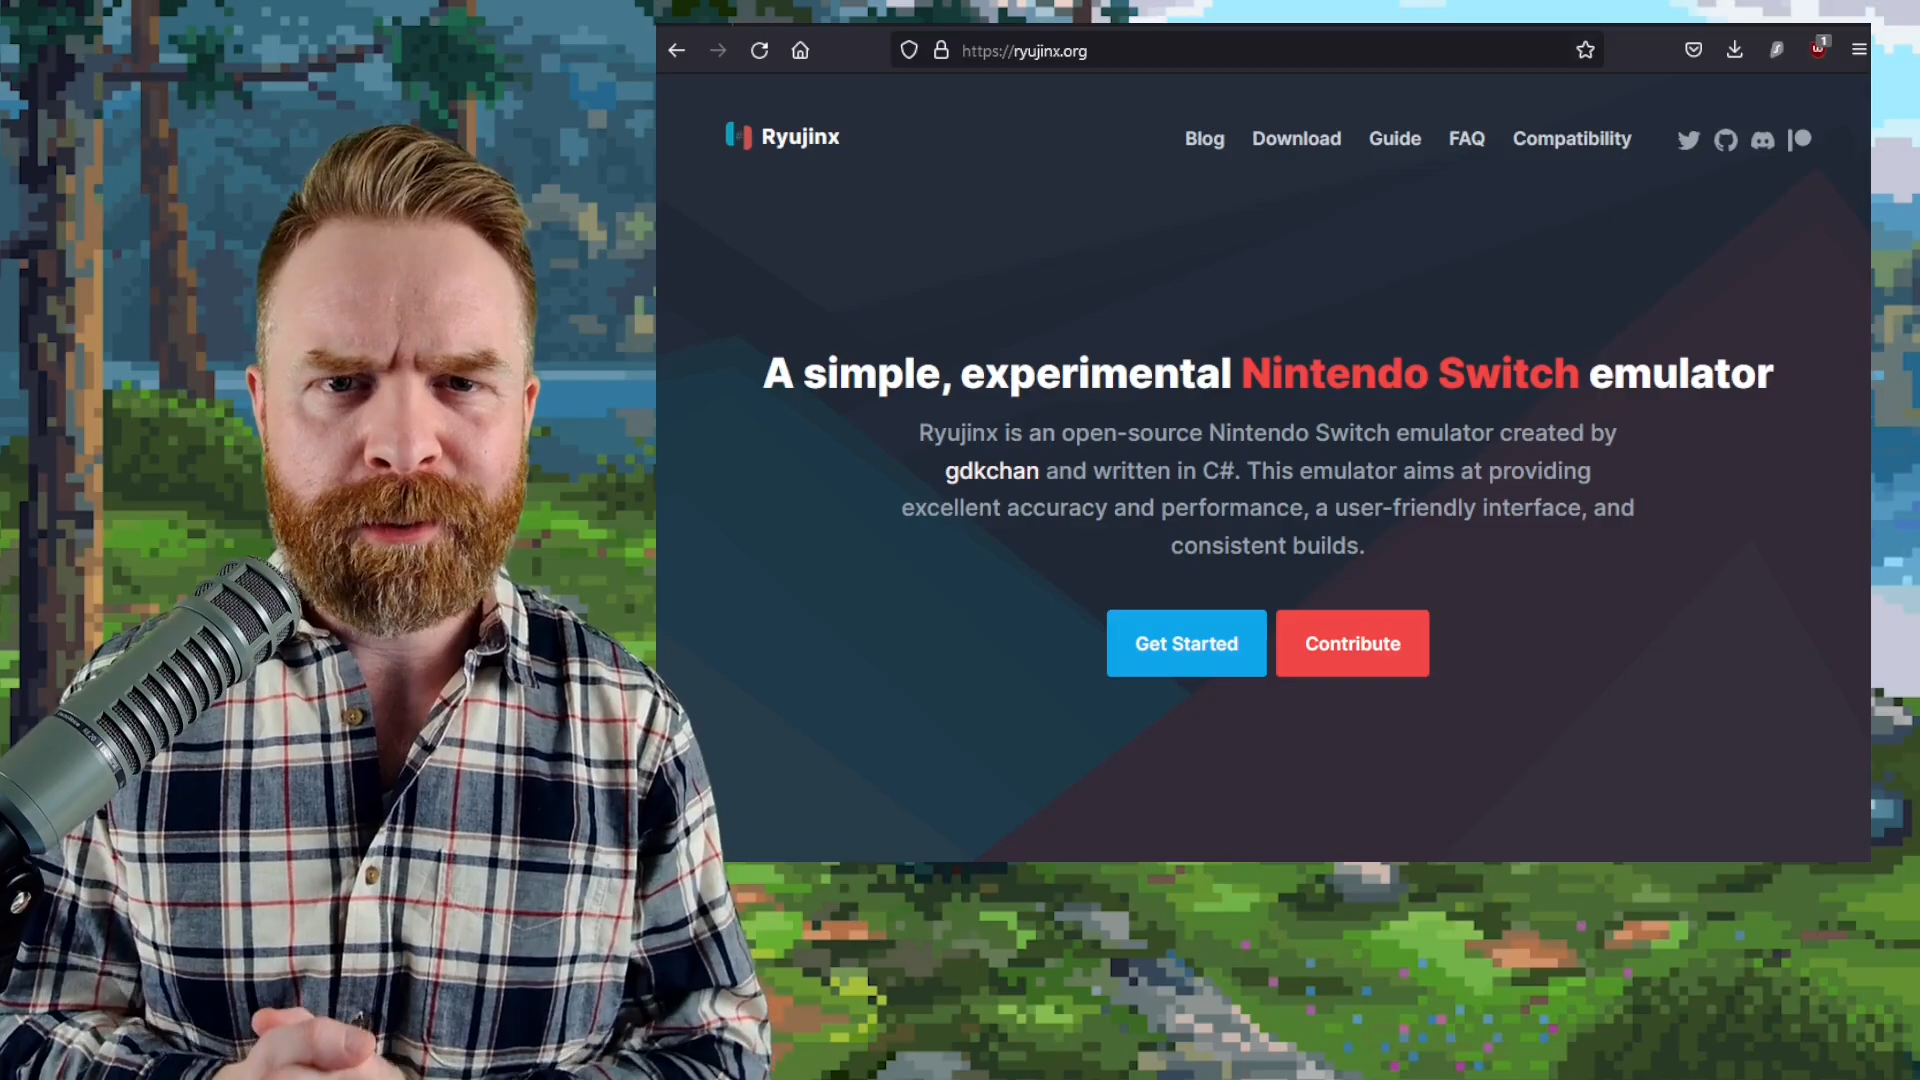 https://ryujinx.org
1
Ryujinx
Blog Download Guide FAQ Compatibility
A simple, experimental Nintendo Switch emulator
Ryujinx is an open-source Nintendo Switch emulator created by
gdkchan and written in C#. This emulator aims at providing
excellent accuracy and performance, a user-friendly interface, and
consistent builds.
Get Started Contribute